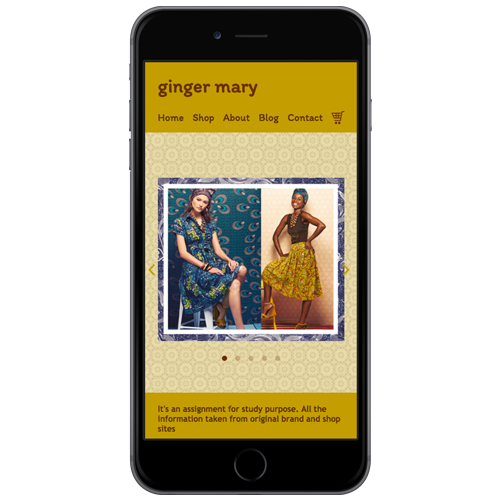 ginger mary
Home Shop About Blog Contact
It's an assignment for study purpose. All the
information taken from original brand and shop
sites